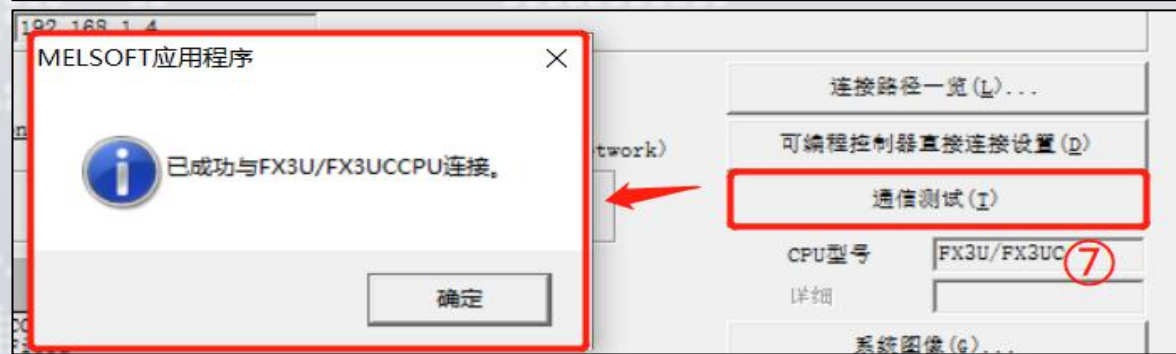 192.168.1.4
MELSOFT应用程序
已成功与FX3U/FX3UCCPU连接。
确定
twork)
连接路径一览(L)...
可编程控制器直接连接设置(D)
通信测试(T)
CPU型号
FX3U/FX3UC
⑦
详细
系统图像(G)...